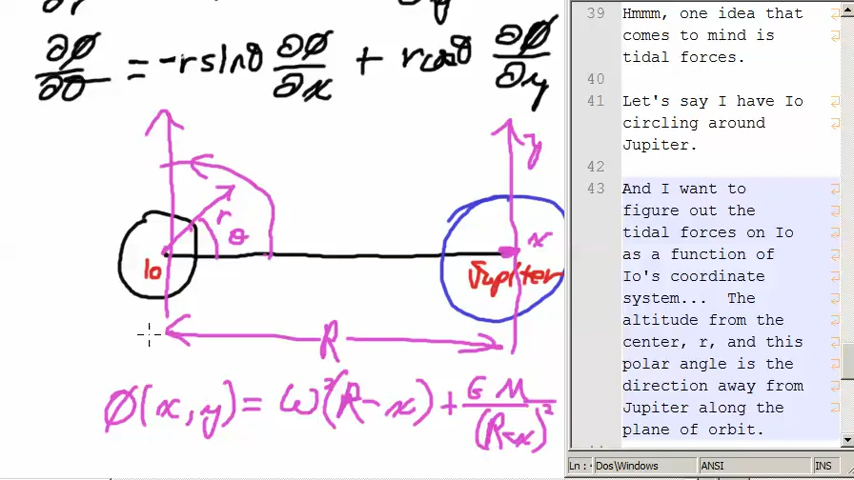 ∂Ø/∂θ = -rsinθ ∂Ø/∂x + rcosθ ∂Ø/∂y
y
r
θ
x
Io
Jupiter
R
Ø(x,y) = ω²(R-x) + GM/(R-x)²
39 Hmmm, one idea that
comes to mind is
tidal forces.
40
41 Let's say I have Io
circling around
Jupiter.
42
43 And I want to
figure out the
tidal forces on Io
as a function of
Io's coordinate
system... The
altitude from the
center, r, and this
polar angle is the
direction away from
Jupiter along the
plane of orbit.
Ln : Dos\Windows ANSI INS